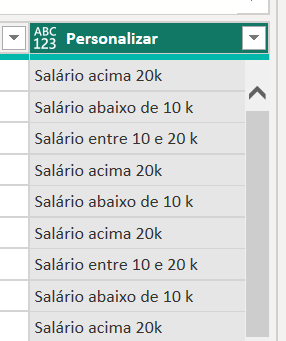 ABC
123
Personalizar
Salário acima 20k
Salário abaixo de 10 k
Salário entre 10 e 20 k
Salário acima 20k
Salário abaixo de 10 k
Salário acima 20k
Salário entre 10 e 20 k
Salário abaixo de 10 k
Salário acima 20k